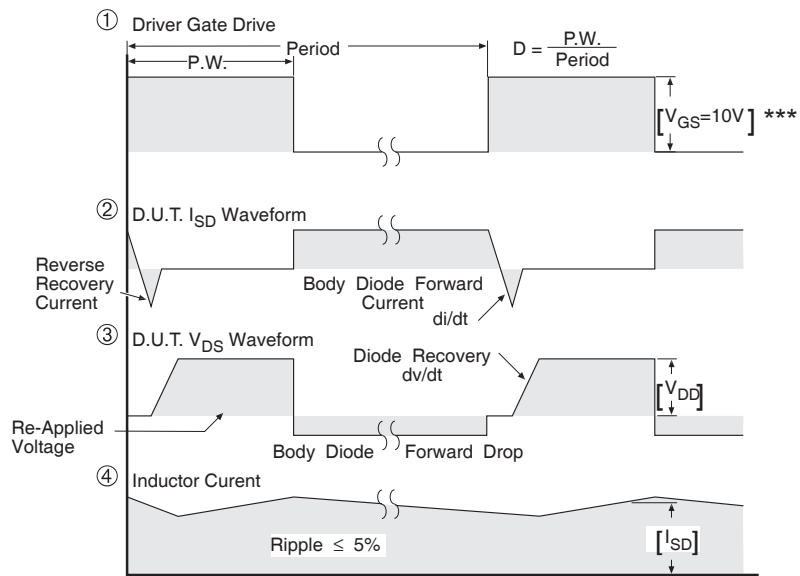 ① Driver Gate Drive
P.W.
Period
D = P.W. / Period
[VGS=10V] ***
② D.U.T. ISD Waveform
Reverse
Recovery
Current
Body Diode Forward
Current
di/dt
③ D.U.T. VDS Waveform
Diode Recovery
dv/dt
[VDD]
Re-Applied
Voltage
Body Diode Forward Drop
④ Inductor Curent
Ripple ≤ 5%
[ISD]